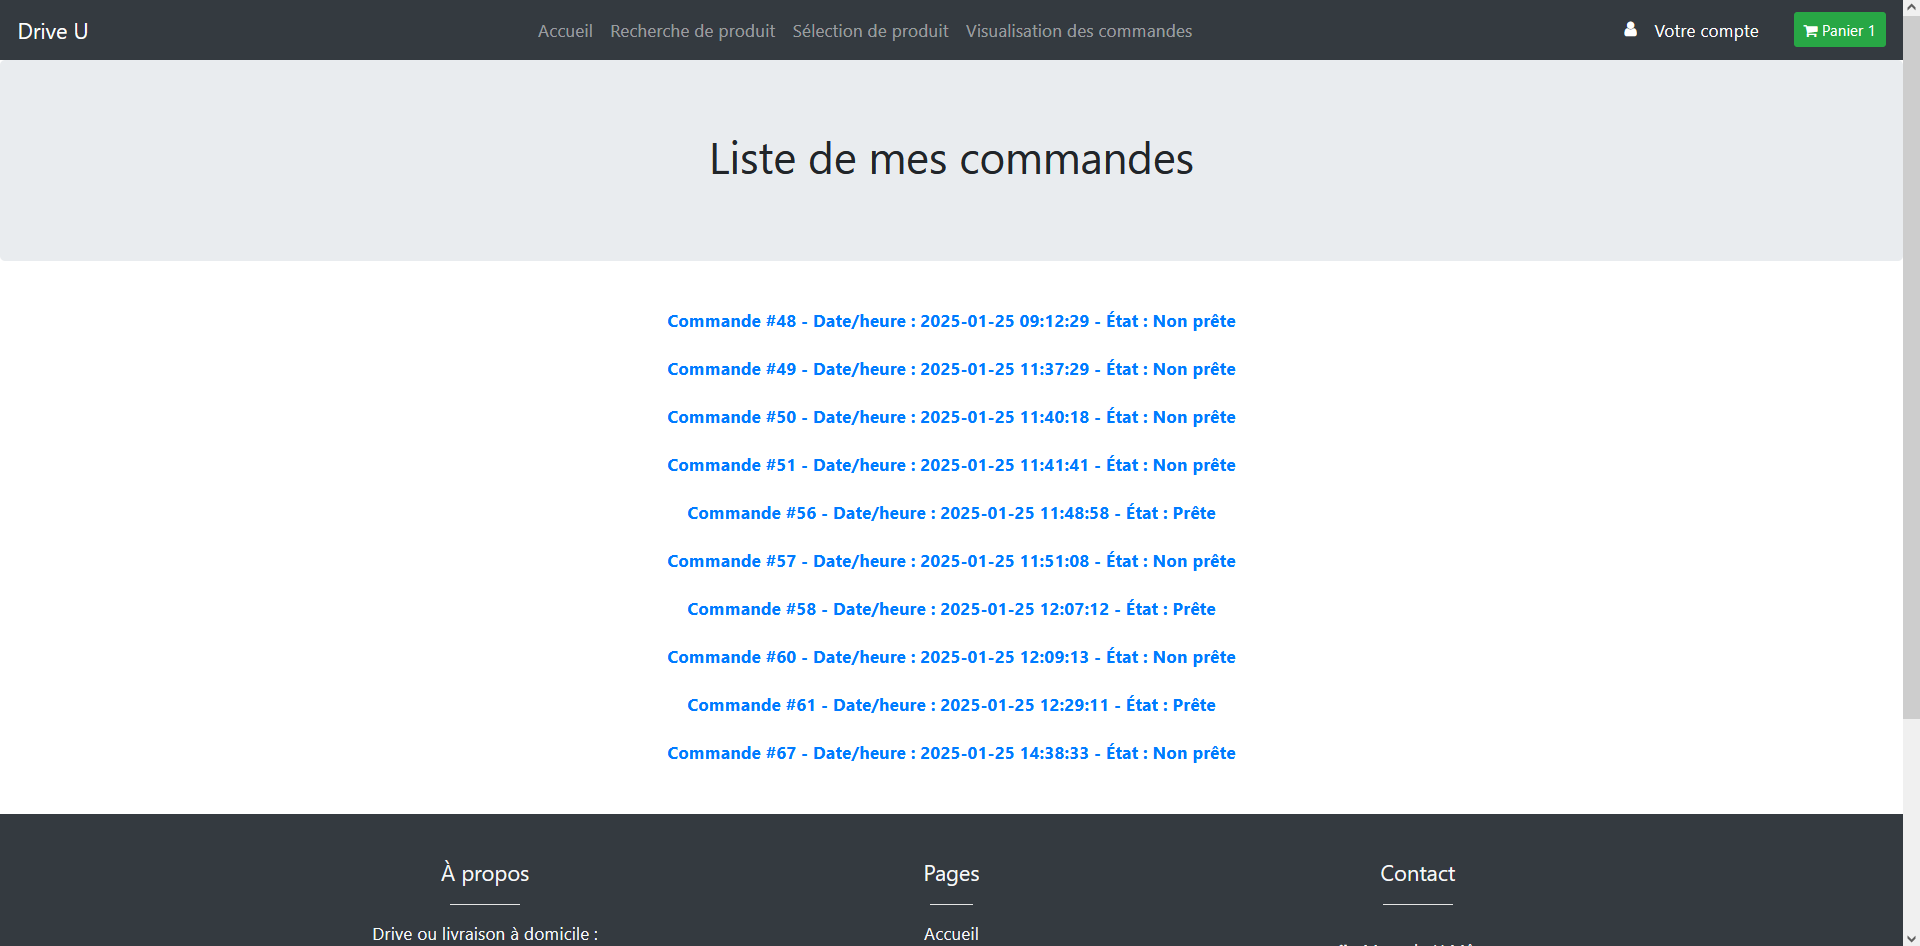 Drive U
Accueil Recherche de produit Sélection de produit Visualisation des commandes
Votre compte
Panier 1
Liste de mes commandes
Commande #48 - Date/heure : 2025-01-25 09:12:29 - État : Non prête
Commande #49 - Date/heure : 2025-01-25 11:37:29 - État : Non prête
Commande #50 - Date/heure : 2025-01-25 11:40:18 - État : Non prête
Commande #51 - Date/heure : 2025-01-25 11:41:41 - État : Non prête
Commande #56 - Date/heure : 2025-01-25 11:48:58 - État : Prête
Commande #57 - Date/heure : 2025-01-25 11:51:08 - État : Non prête
Commande #58 - Date/heure : 2025-01-25 12:07:12 - État : Prête
Commande #60 - Date/heure : 2025-01-25 12:09:13 - État : Non prête
Commande #61 - Date/heure : 2025-01-25 12:29:11 - État : Prête
Commande #67 - Date/heure : 2025-01-25 14:38:33 - État : Non prête
À propos
Drive ou livraison à domicile :
Pages
Accueil
Contact